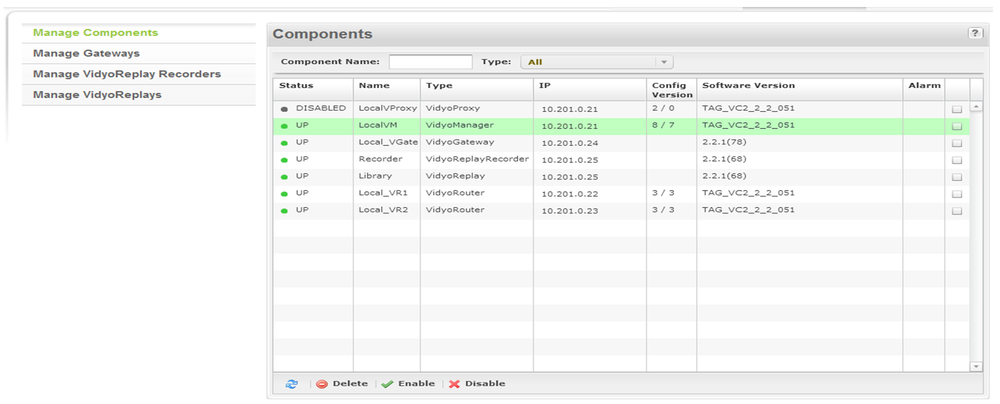 Manage Components
Manage Gateways
Manage VidyoReplay Recorders
Manage VidyoReplays
Components ?
Component Name: Type: All
Status Name Type IP Config Version Software Version Alarm
DISABLED LocalVProxy VidyoProxy 10.201.0.21 2 / 0 TAG_VC2_2_2_051
UP LocalVM VidyoManager 10.201.0.21 8 / 7 TAG_VC2_2_2_051
UP Local_VGate VidyoGateway 10.201.0.24 2.2.1(78)
UP Recorder VidyoReplayRecorder 10.201.0.25 2.2.1(68)
UP Library VidyoReplay 10.201.0.25 2.2.1(68)
UP Local_VR1 VidyoRouter 10.201.0.22 3 / 3 TAG_VC2_2_2_051
UP Local_VR2 VidyoRouter 10.201.0.23 3 / 3 TAG_VC2_2_2_051
Delete Enable Disable